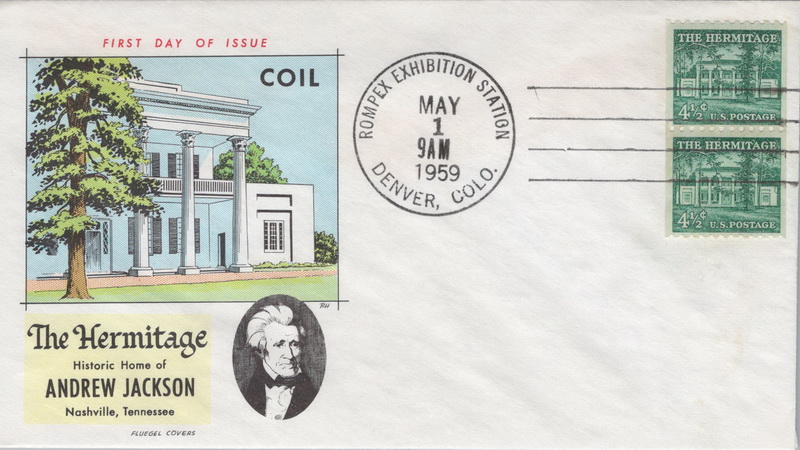 FIRST DAY OF ISSUE
COIL
RH
The Hermitage
Historic Home of
ANDREW JACKSON
Nashville, Tennessee
FLUEGEL COVERS
ROMPEX EXHIBITION STATION
MAY
1
9AM
1959
DENVER, COLO.
THE HERMITAGE
4½¢ U.S. POSTAGE
THE HERMITAGE
4½¢ U.S. POSTAGE